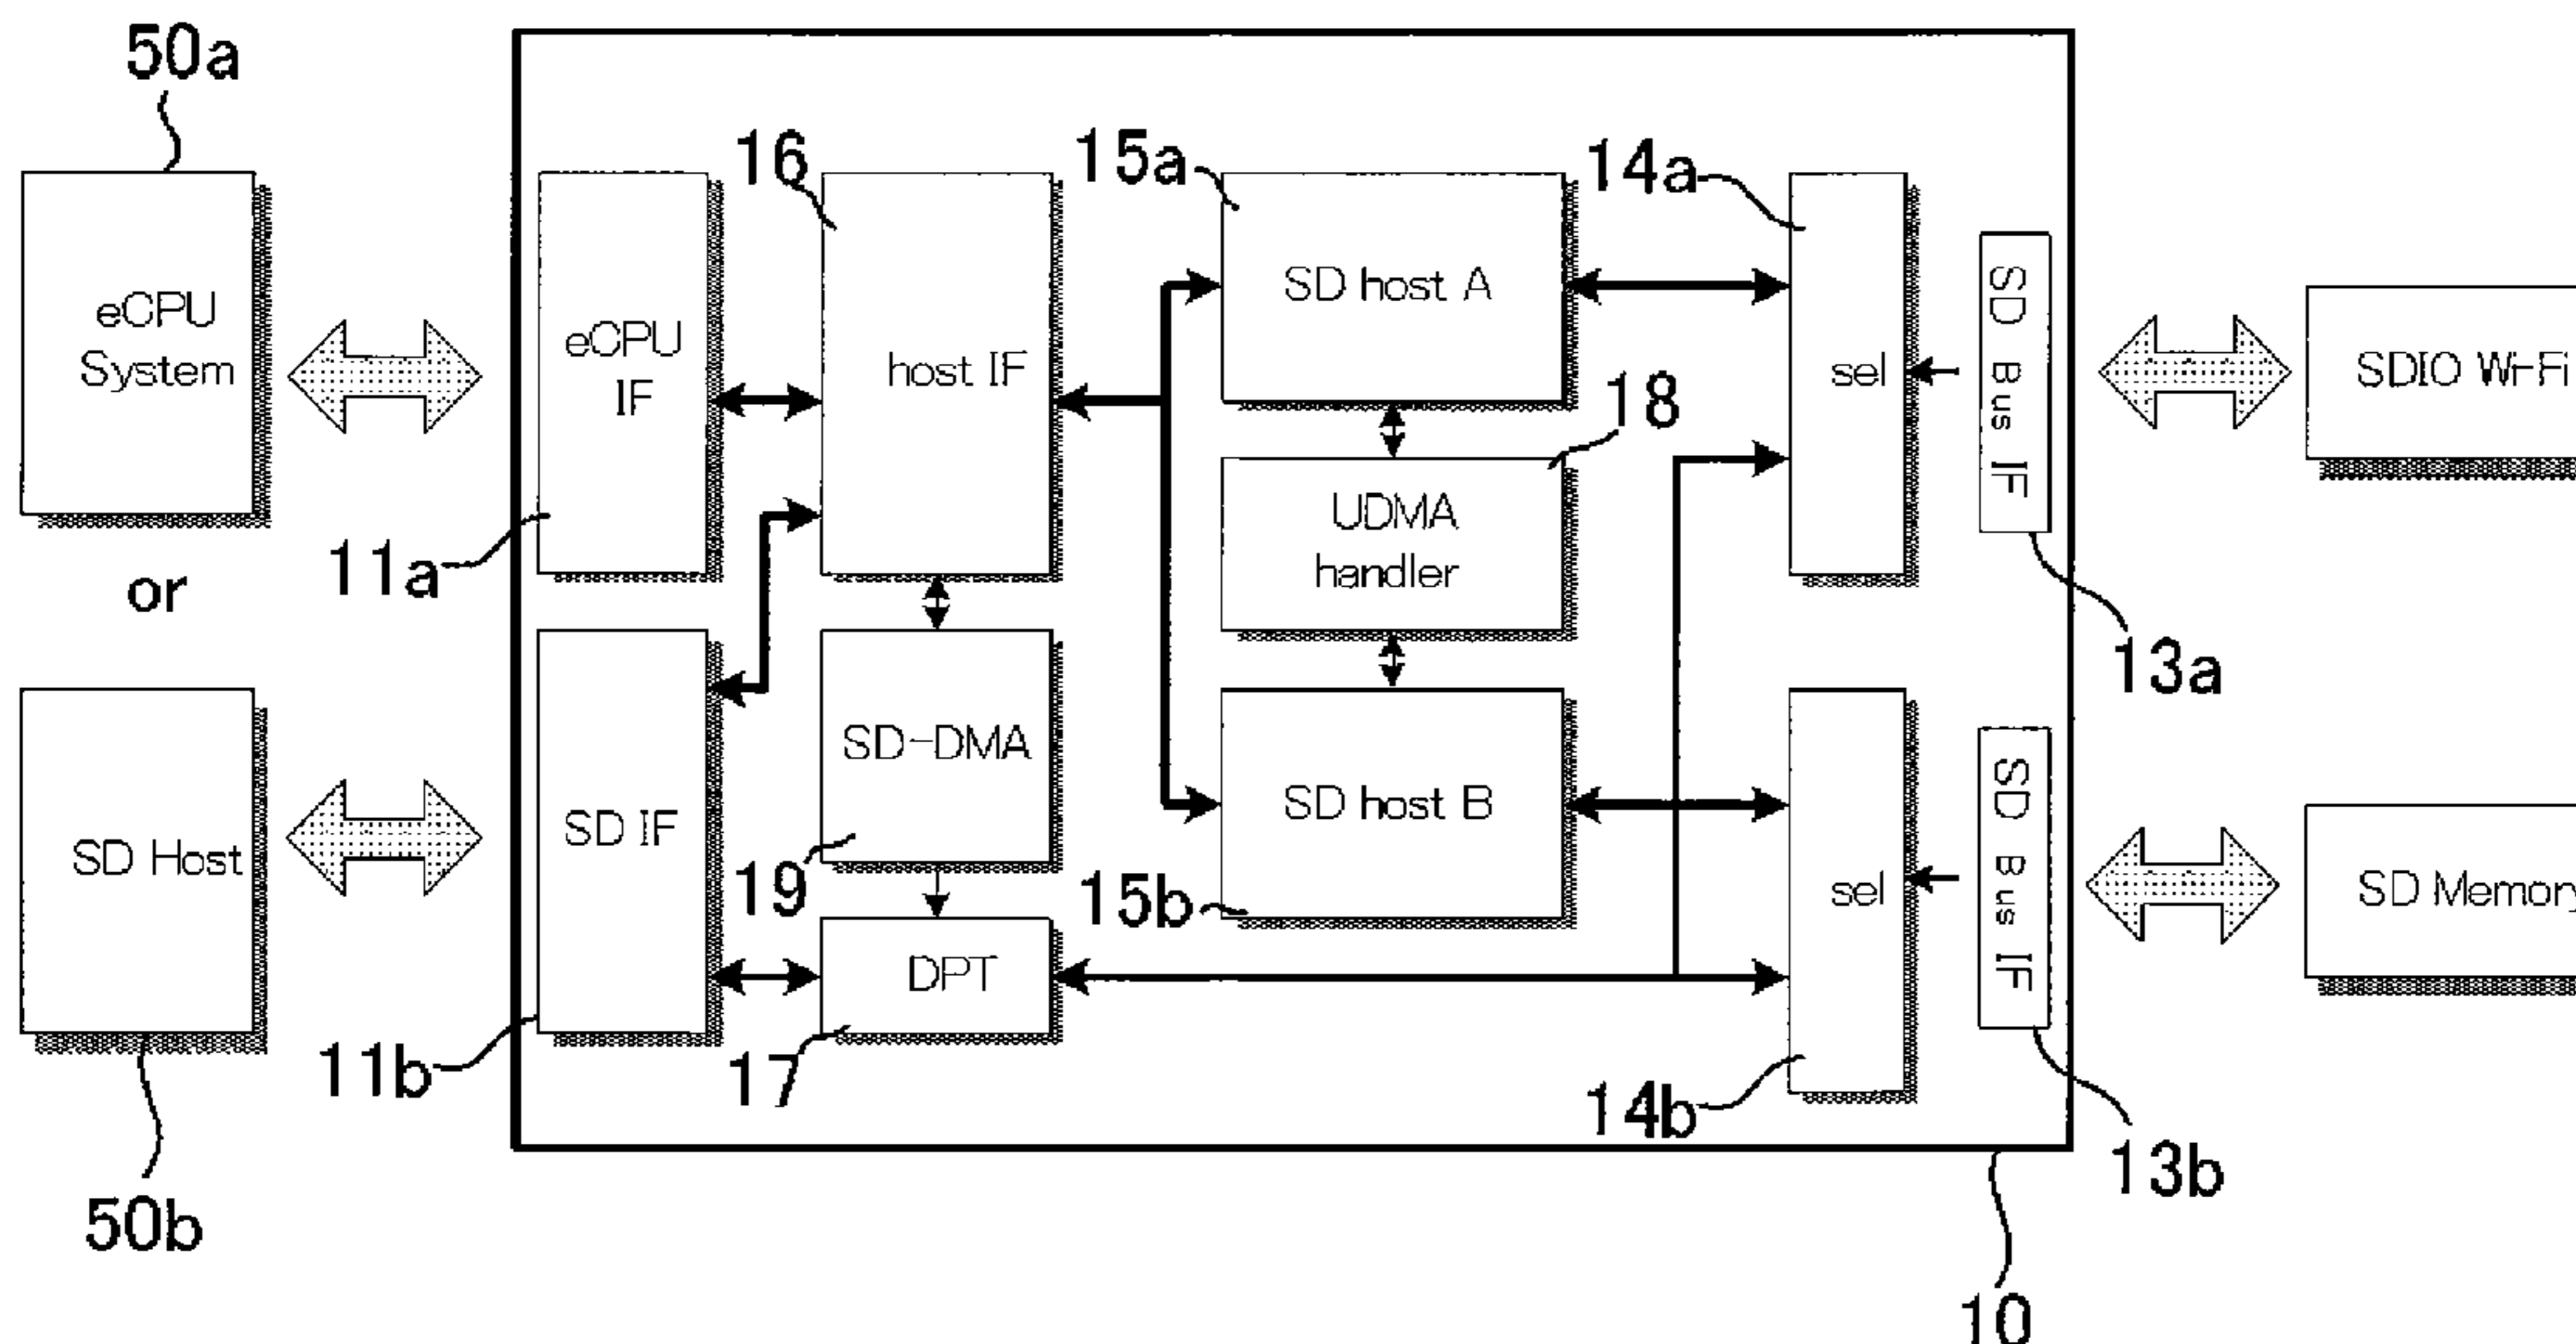 50a
16
15a
14a
eCPU
System
eCPU
IF
host IF
SD host A
sel
SD Bus IF
SDIO Wi-Fi
18
UDMA
handler
11a
or
13a
SD Host
SD IF
SD-DMA
SD host B
sel
SD Bus IF
SD Memory
19
15b
DPT
11b
17
14b
13b
50b
10